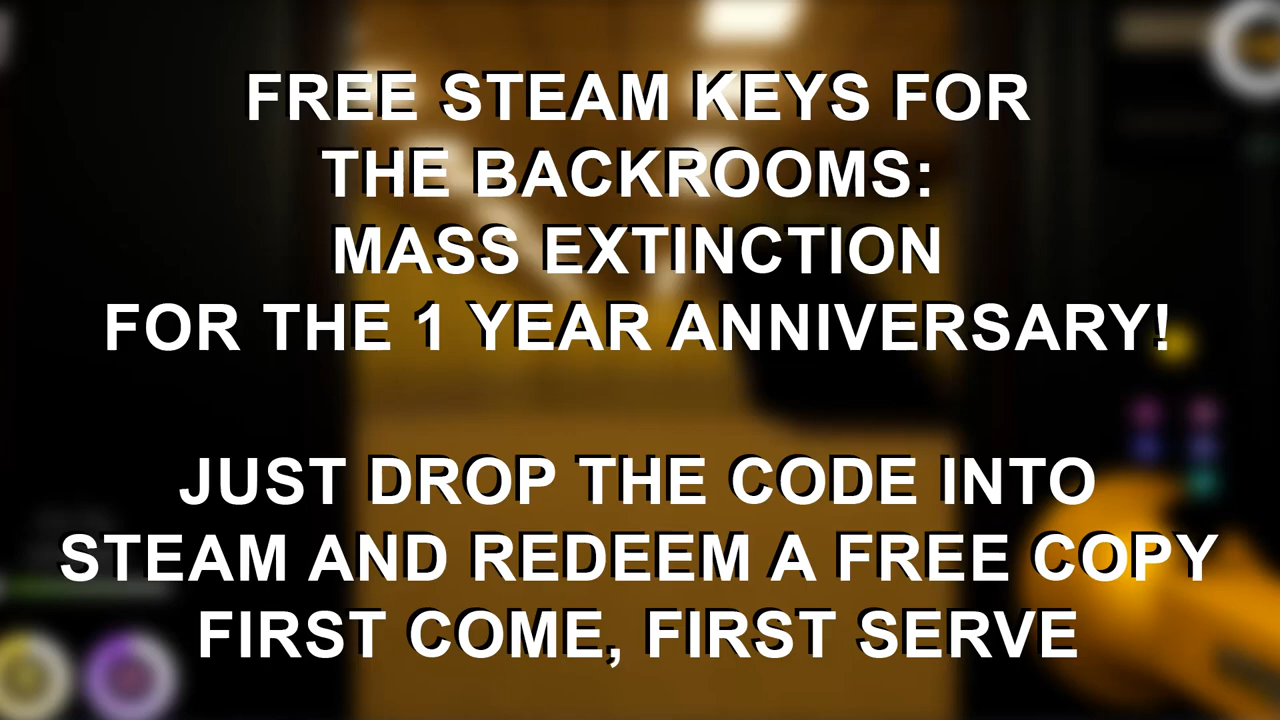 FREE STEAM KEYS FOR
THE BACKROOMS:
MASS EXTINCTION
FOR THE 1 YEAR ANNIVERSARY!
JUST DROP THE CODE INTO
STEAM AND REDEEM A FREE COPY
FIRST COME, FIRST SERVE